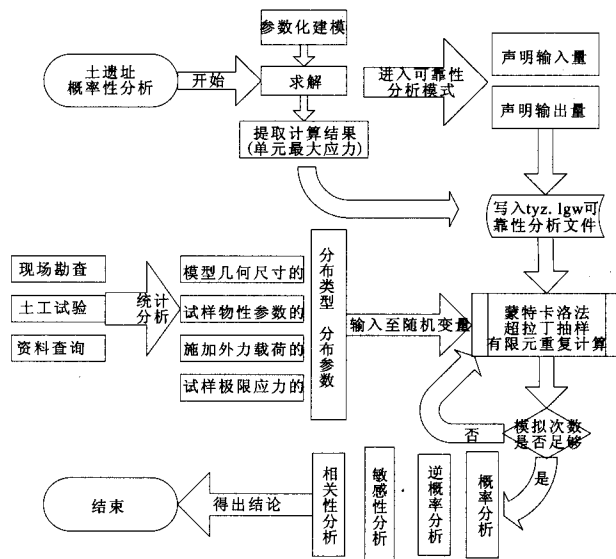 参数化建模
土遗址
概率性分析
开始
求解
进入可靠性
分析模式
声明输入量
声明输出量
提取计算结果
(单元最大应力)
写入tyz.lgw可
靠性分析文件
现场勘查
土工试验
资料查询
统计
分析
模型几何尺寸的
试样物性参数的
施加外力载荷的
试样极限应力的
分布类型 分布参数
输入至随机变量
蒙特卡洛法
超拉丁抽样
有限元重复计算
模拟次数
是否足够
否
是
概率分析
逆概率分析
敏感性分析
相关性分析
得出结论
结束